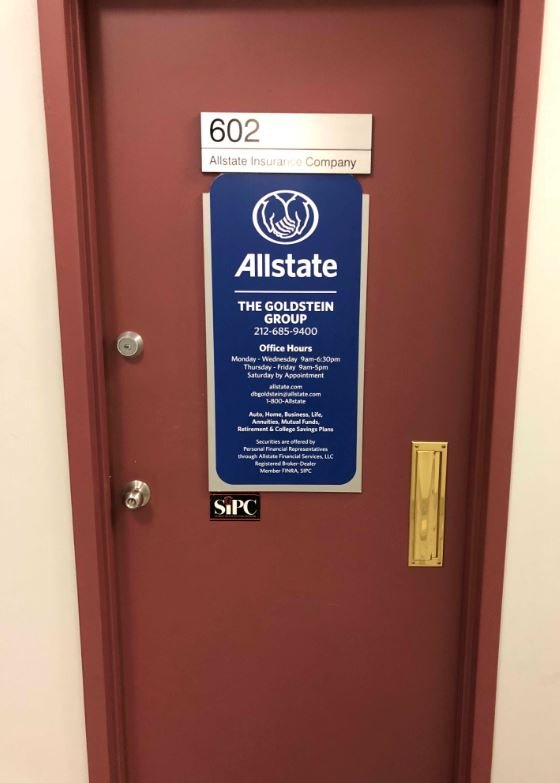 602
Allstate Insurance Company
Allstate
THE GOLDSTEIN
GROUP
212-685-9400
Office Hours
Monday - Wednesday 9am-6:30pm
Thursday - Friday 9am-5pm
Saturday by Appointment
allstate.com
dbgoldstein@allstate.com
1-800-Allstate
Auto, Home, Business, Life,
Annuities, Mutual Funds,
Retirement & College Savings Plans
Securities are offered by
Personal Financial Representatives
through Allstate Financial Services, LLC
Registered Broker-Dealer
Member FINRA, SIPC
SiPC